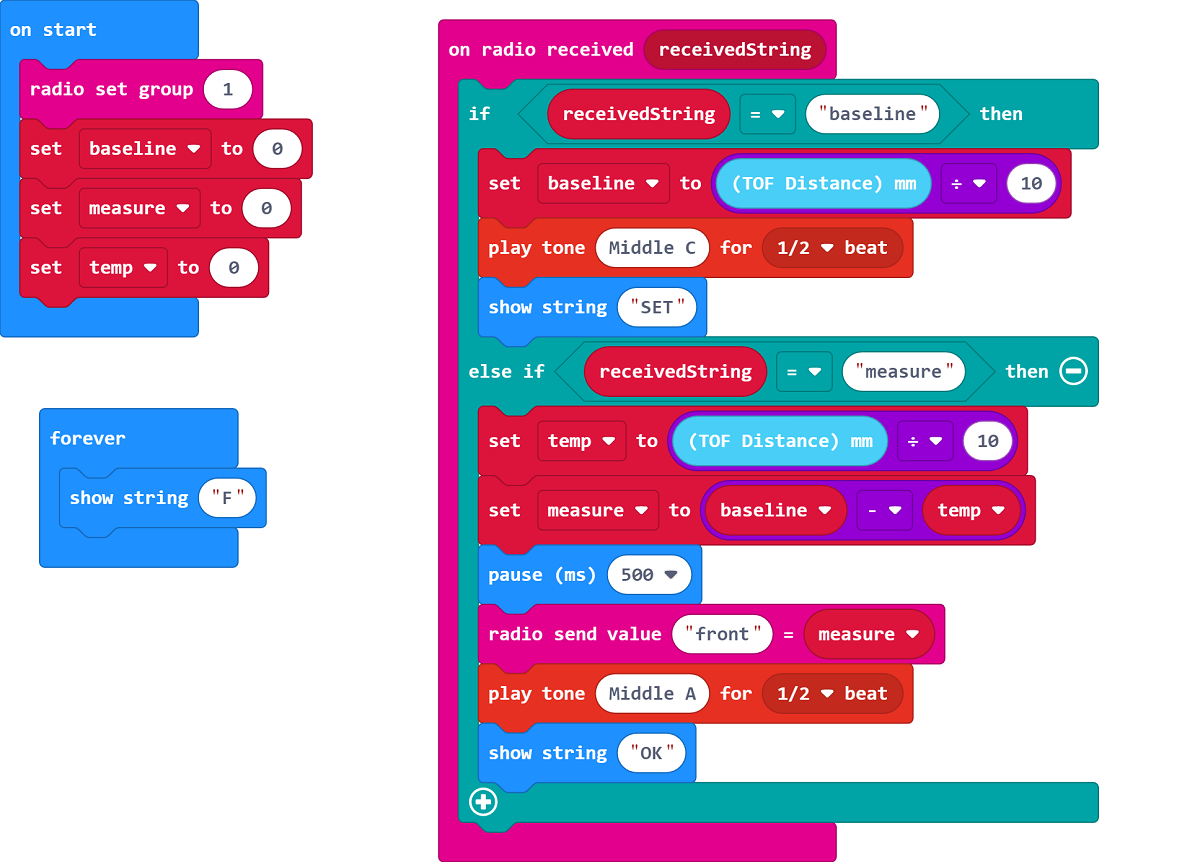 on start
radio set group 1
set baseline to 0
set measure to 0
set temp to 0
forever
show string "F"
on radio received receivedString
if receivedString = "baseline" then
set baseline to (TOF Distance) mm ÷ 10
play tone Middle C for 1/2 beat
show string "SET"
else if receivedString = "measure" then
set temp to (TOF Distance) mm ÷ 10
set measure to baseline - temp
pause (ms) 500
radio send value "front" = measure
play tone Middle A for 1/2 beat
show string "OK"